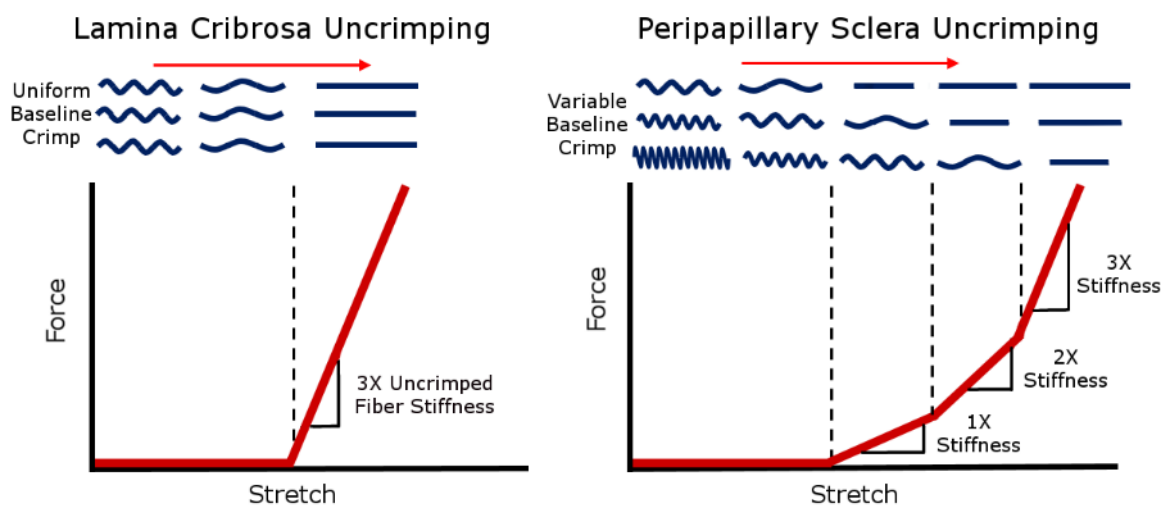 Lamina Cribrosa Uncrimping
Uniform
Baseline
Crimp
Force
3X Uncrimped
Fiber Stiffness
Stretch
Peripapillary Sclera Uncrimping
Variable
Baseline
Crimp
Force
3X
Stiffness
2X
Stiffness
1X
Stiffness
Stretch